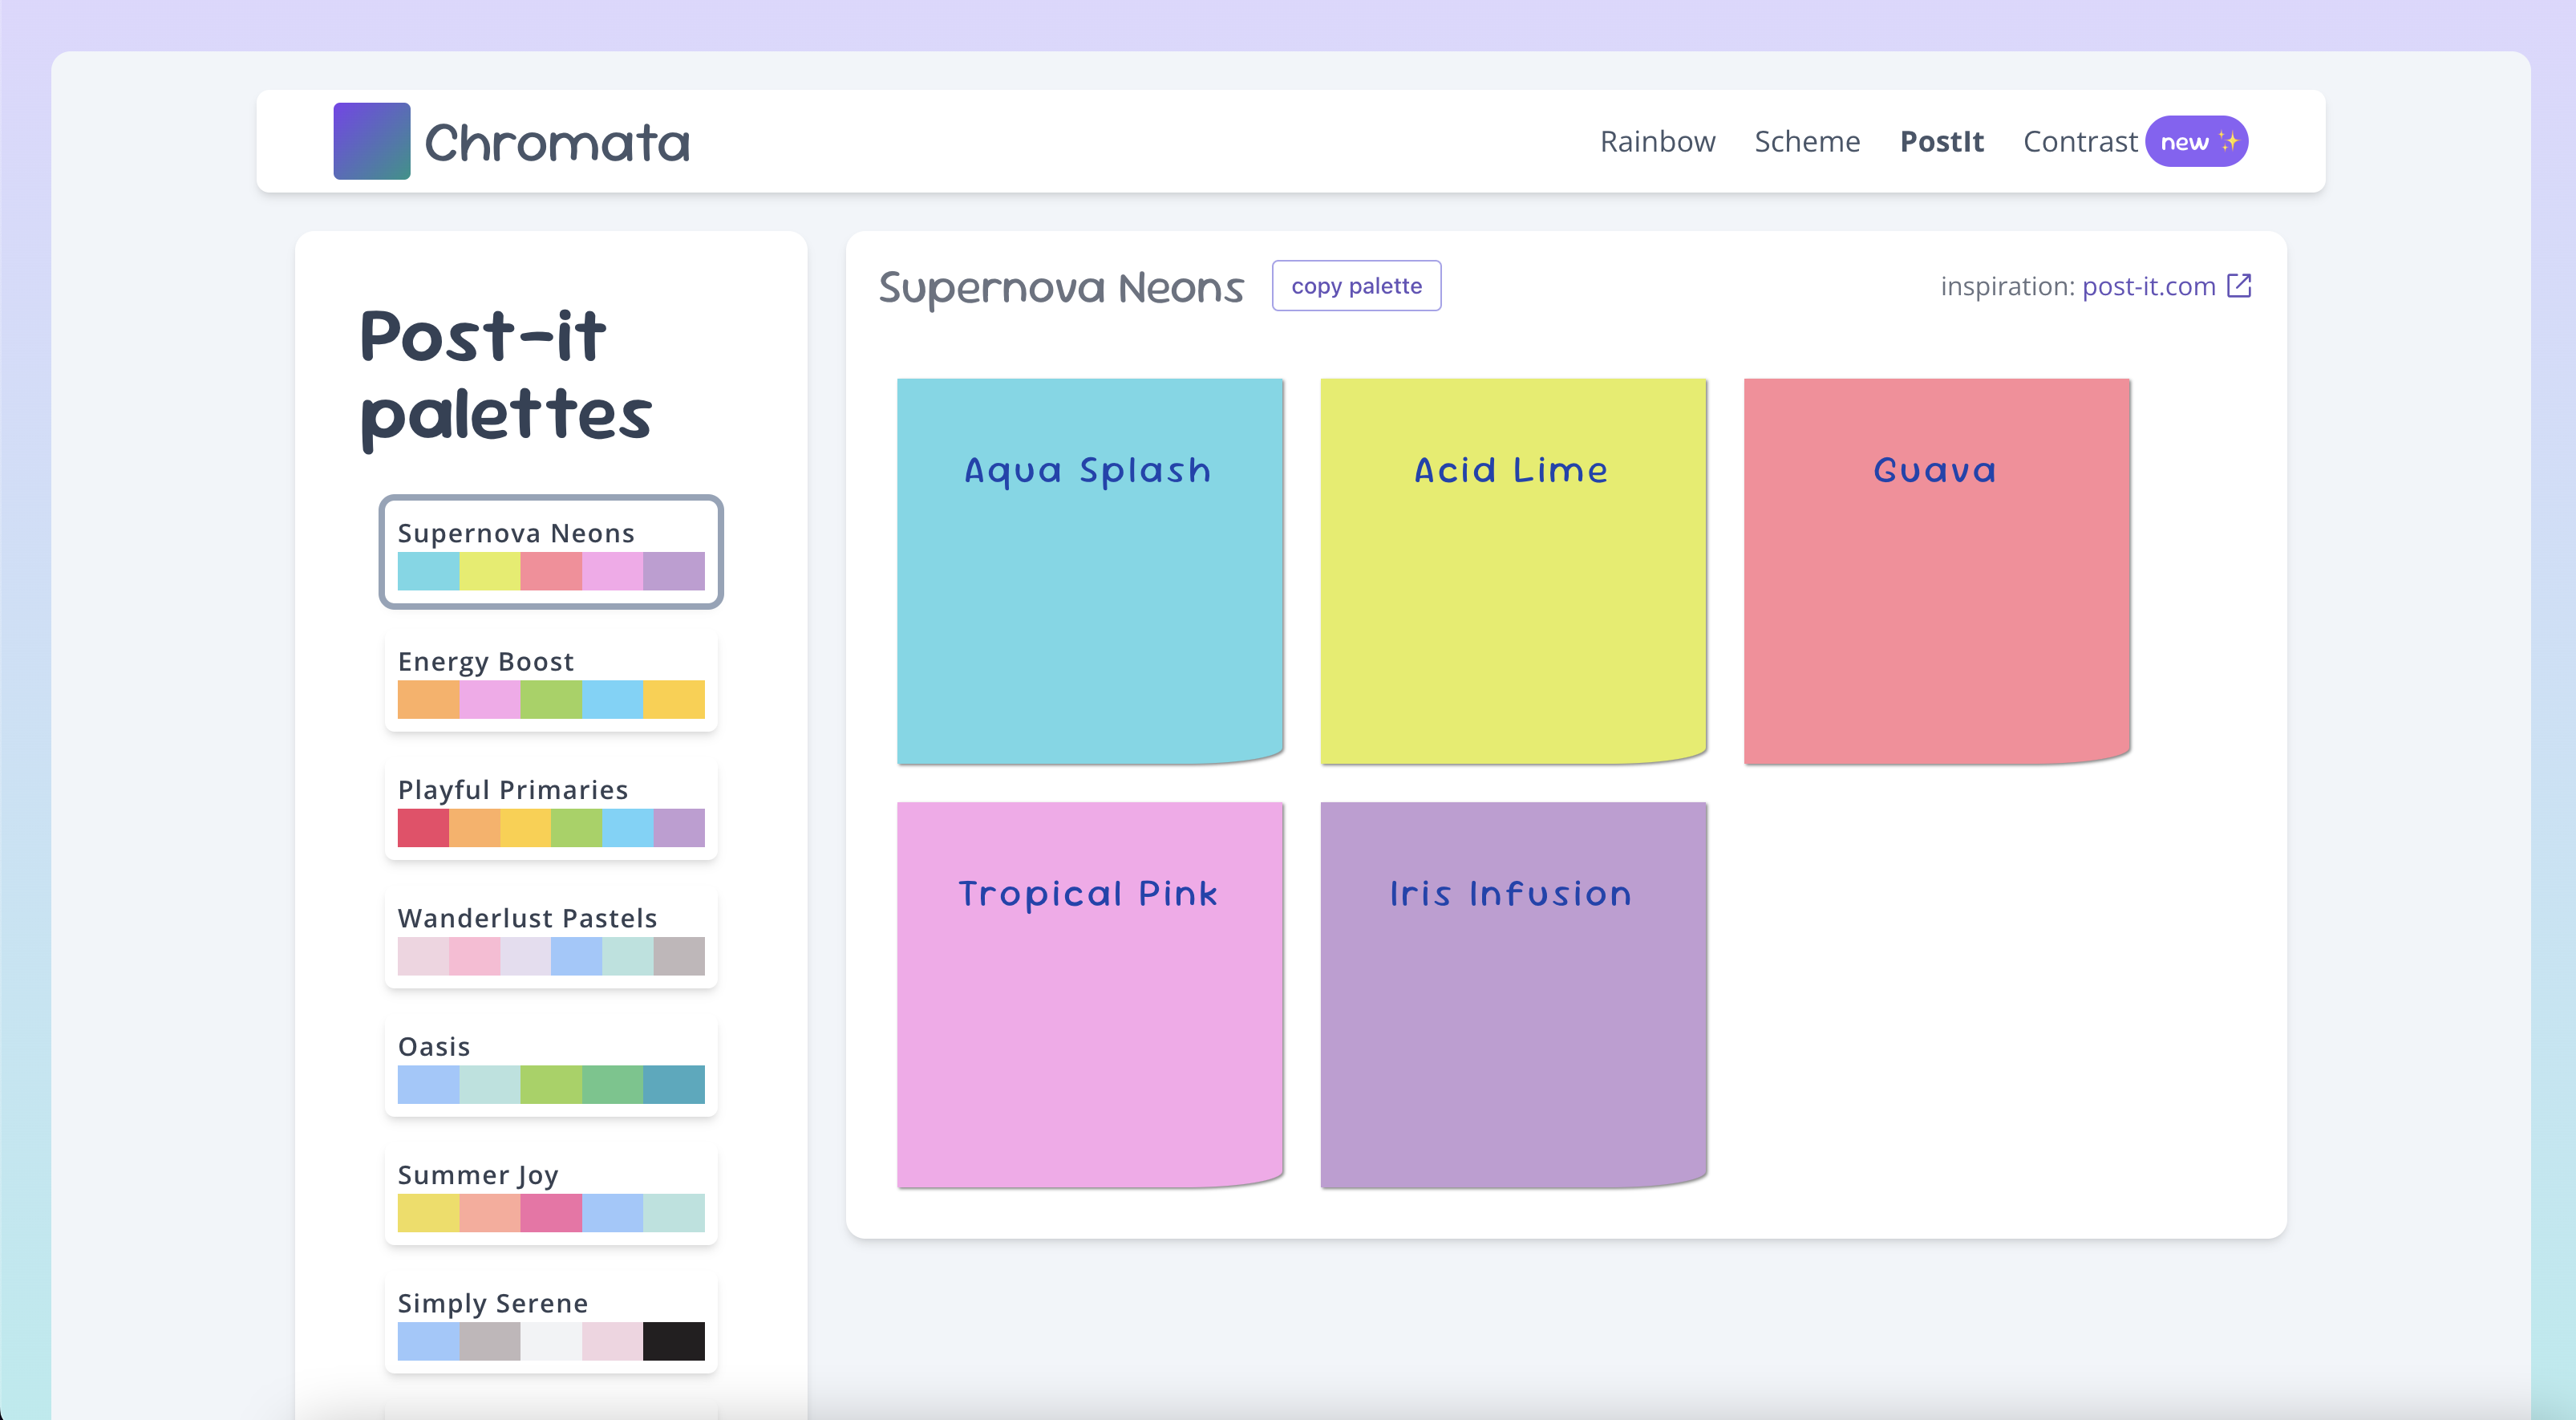 Chromata
Rainbow Scheme PostIt Contrast new ✨
Post-it
palettes
Supernova Neons
Energy Boost
Playful Primaries
Wanderlust Pastels
Oasis
Summer Joy
Simply Serene
Supernova Neons copy palette inspiration: post-it.com
Aqua Splash Acid Lime Guava
Tropical Pink Iris Infusion